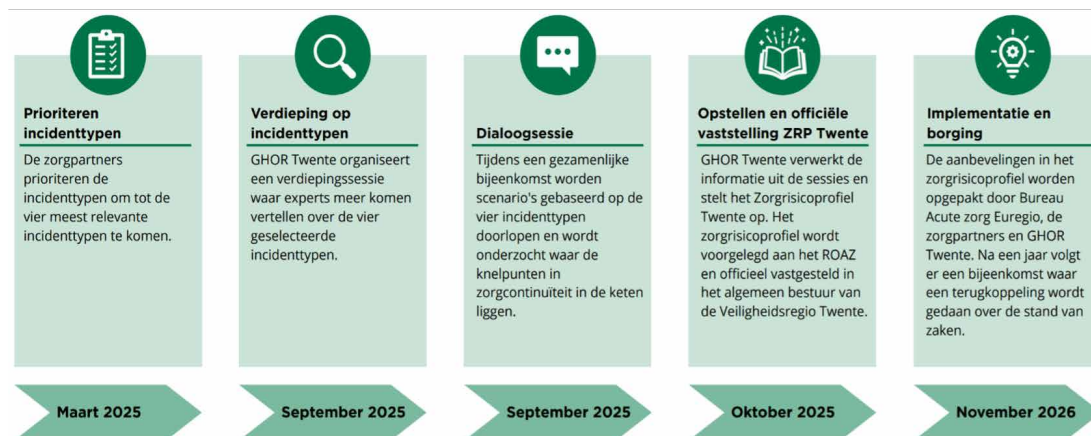 Prioriteren
incidenttypen
De zorgpartners
prioriteren de
incidenttypen om tot de
vier meest relevante
incidenttypen te komen.
Maart 2025
Verdieping op
incidenttypen
GHOR Twente organiseert
een verdiepingssessie
waar experts meer komen
vertellen over de vier
geselecteerde
incidenttypen.
September 2025
Dialoogsessie
Tijdens een gezamenlijke
bijeenkomst worden
scenario's gebaseerd op de
vier incidenttypen
doorlopen en wordt
onderzocht waar de
knelpunten in
zorgcontinuïteit in de keten
liggen.
September 2025
Opstellen en officiële
vaststelling ZRP Twente
GHOR Twente verwerkt de
informatie uit de sessies en
stelt het Zorgrisicoprofiel
Twente op. Het
zorgrisicoprofiel wordt
voorgelegd aan het ROAZ
en officieel vastgesteld in
het algemeen bestuur van
de Veiligheidsregio Twente.
Oktober 2025
Implementatie en
borging
De aanbevelingen in het
zorgrisicoprofiel worden
opgepakt door Bureau
Acute zorg Euregio, de
zorgpartners en GHOR
Twente. Na een jaar volgt
er een bijeenkomst waar
een terugkoppeling wordt
gedaan over de stand van
zaken.
November 2026